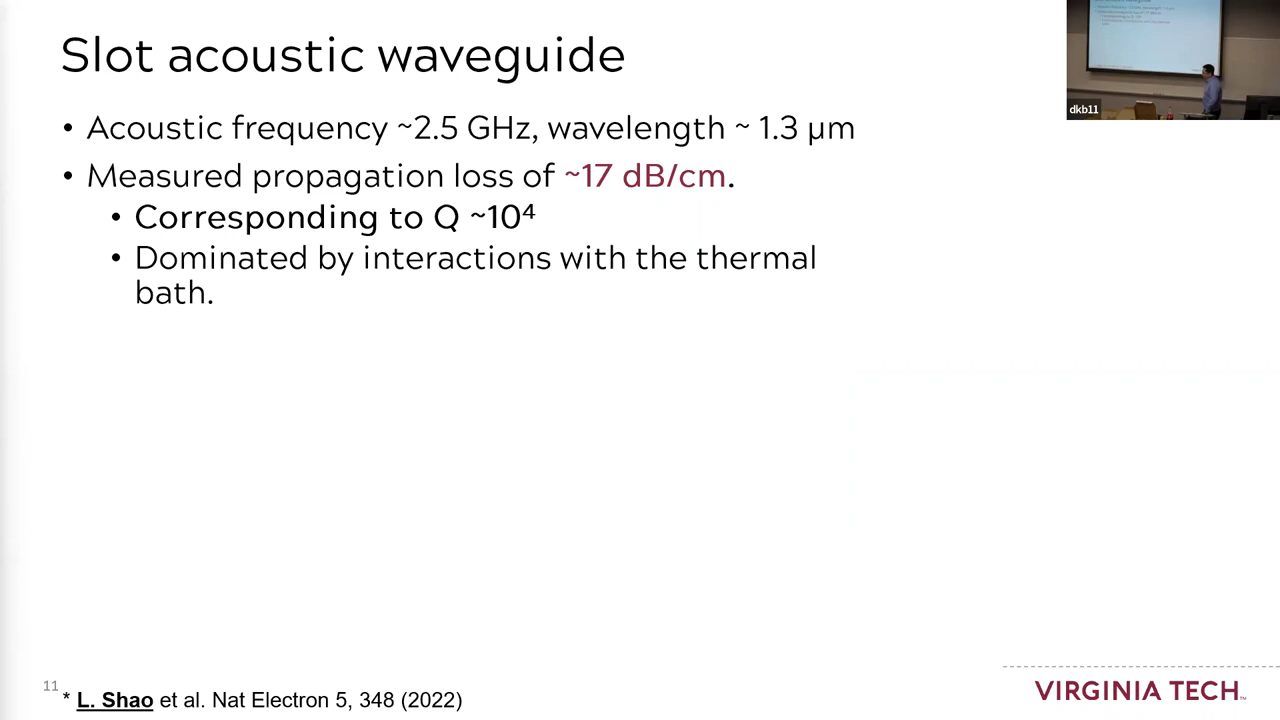 Slot acoustic waveguide
• Acoustic frequency ~2.5 GHz, wavelength ~ 1.3 µm
• Measured propagation loss of ~17 dB/cm.
• Corresponding to Q ~10⁴
• Dominated by interactions with the thermal
bath.
dkb11
11
* L. Shao et al. Nat Electron 5, 348 (2022)
VIRGINIA TECH™